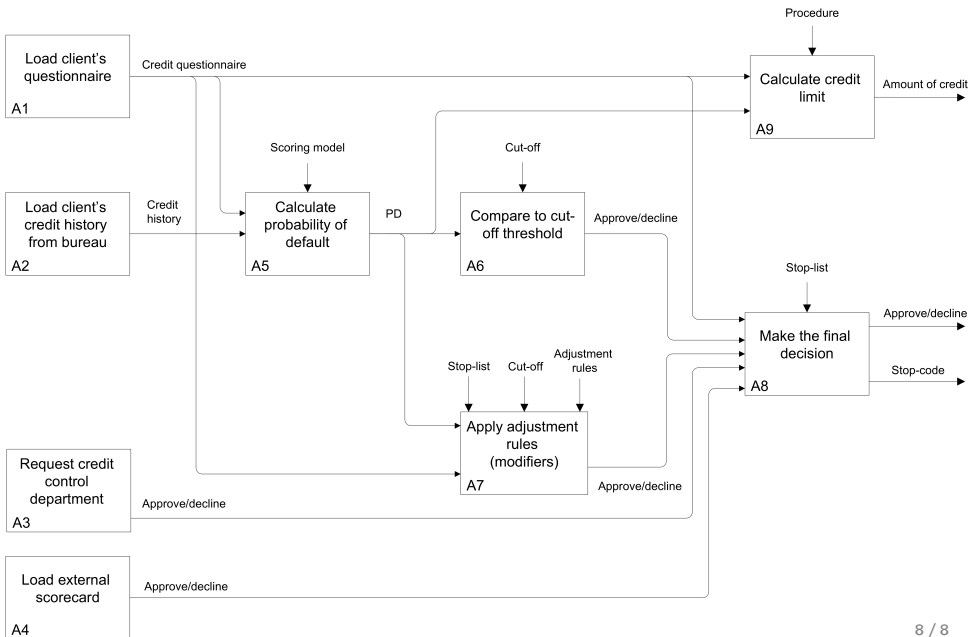 Procedure
Load client's
questionnaire
A1
Credit questionnaire
Calculate credit
limit
A9
Amount of credit
Scoring model
Cut-off
Load client's
credit history
from bureau
A2
Credit
history
Calculate
probability of
default
A5
PD
Compare to cut-
off threshold
A6
Approve/decline
Stop-list
Make the final
decision
A8
Approve/decline
Stop-code
Stop-list
Cut-off
Adjustment
rules
Apply adjustment
rules
(modifiers)
A7
Approve/decline
Request credit
control
department
A3
Approve/decline
Load external
scorecard
A4
Approve/decline
8 / 8